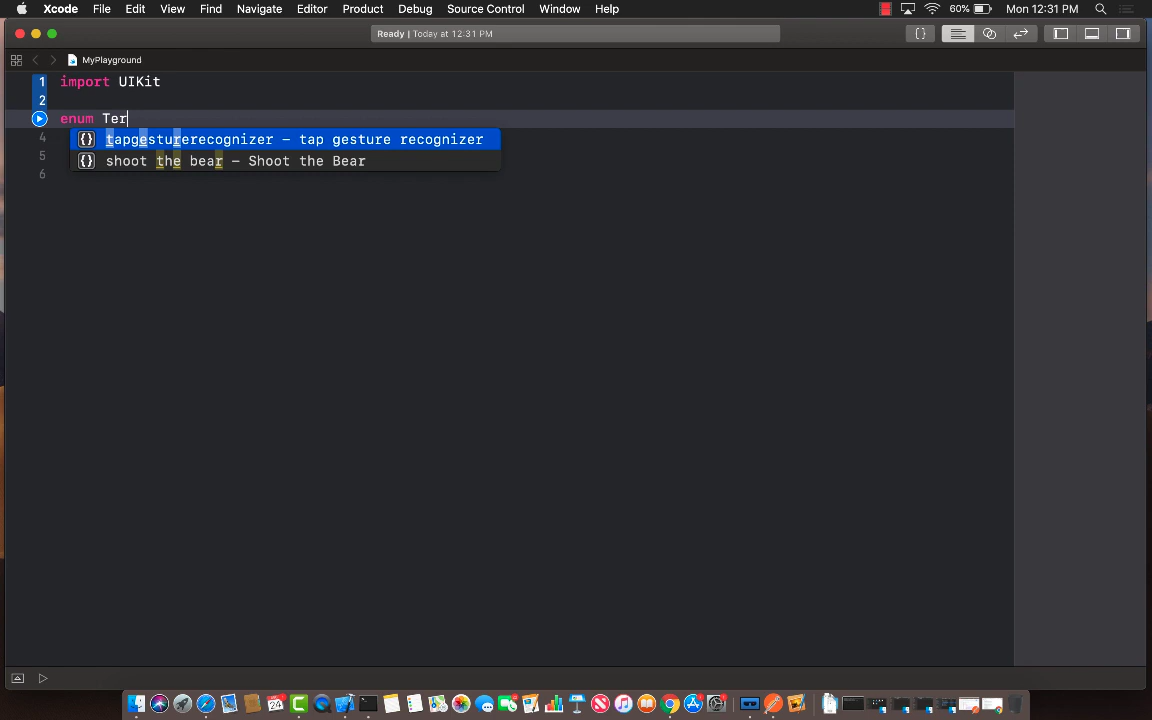 Xcode File Edit View Find Navigate Editor Product Debug Source Control Window Help 60% Mon 12:31 PM
Ready | Today at 12:31 PM { }
MyPlayground
1 import UIKit
2
enum Ter
{} tapgesturerecognizer — tap gesture recognizer
4
{} shoot the bear — Shoot the Bear
5
6
24